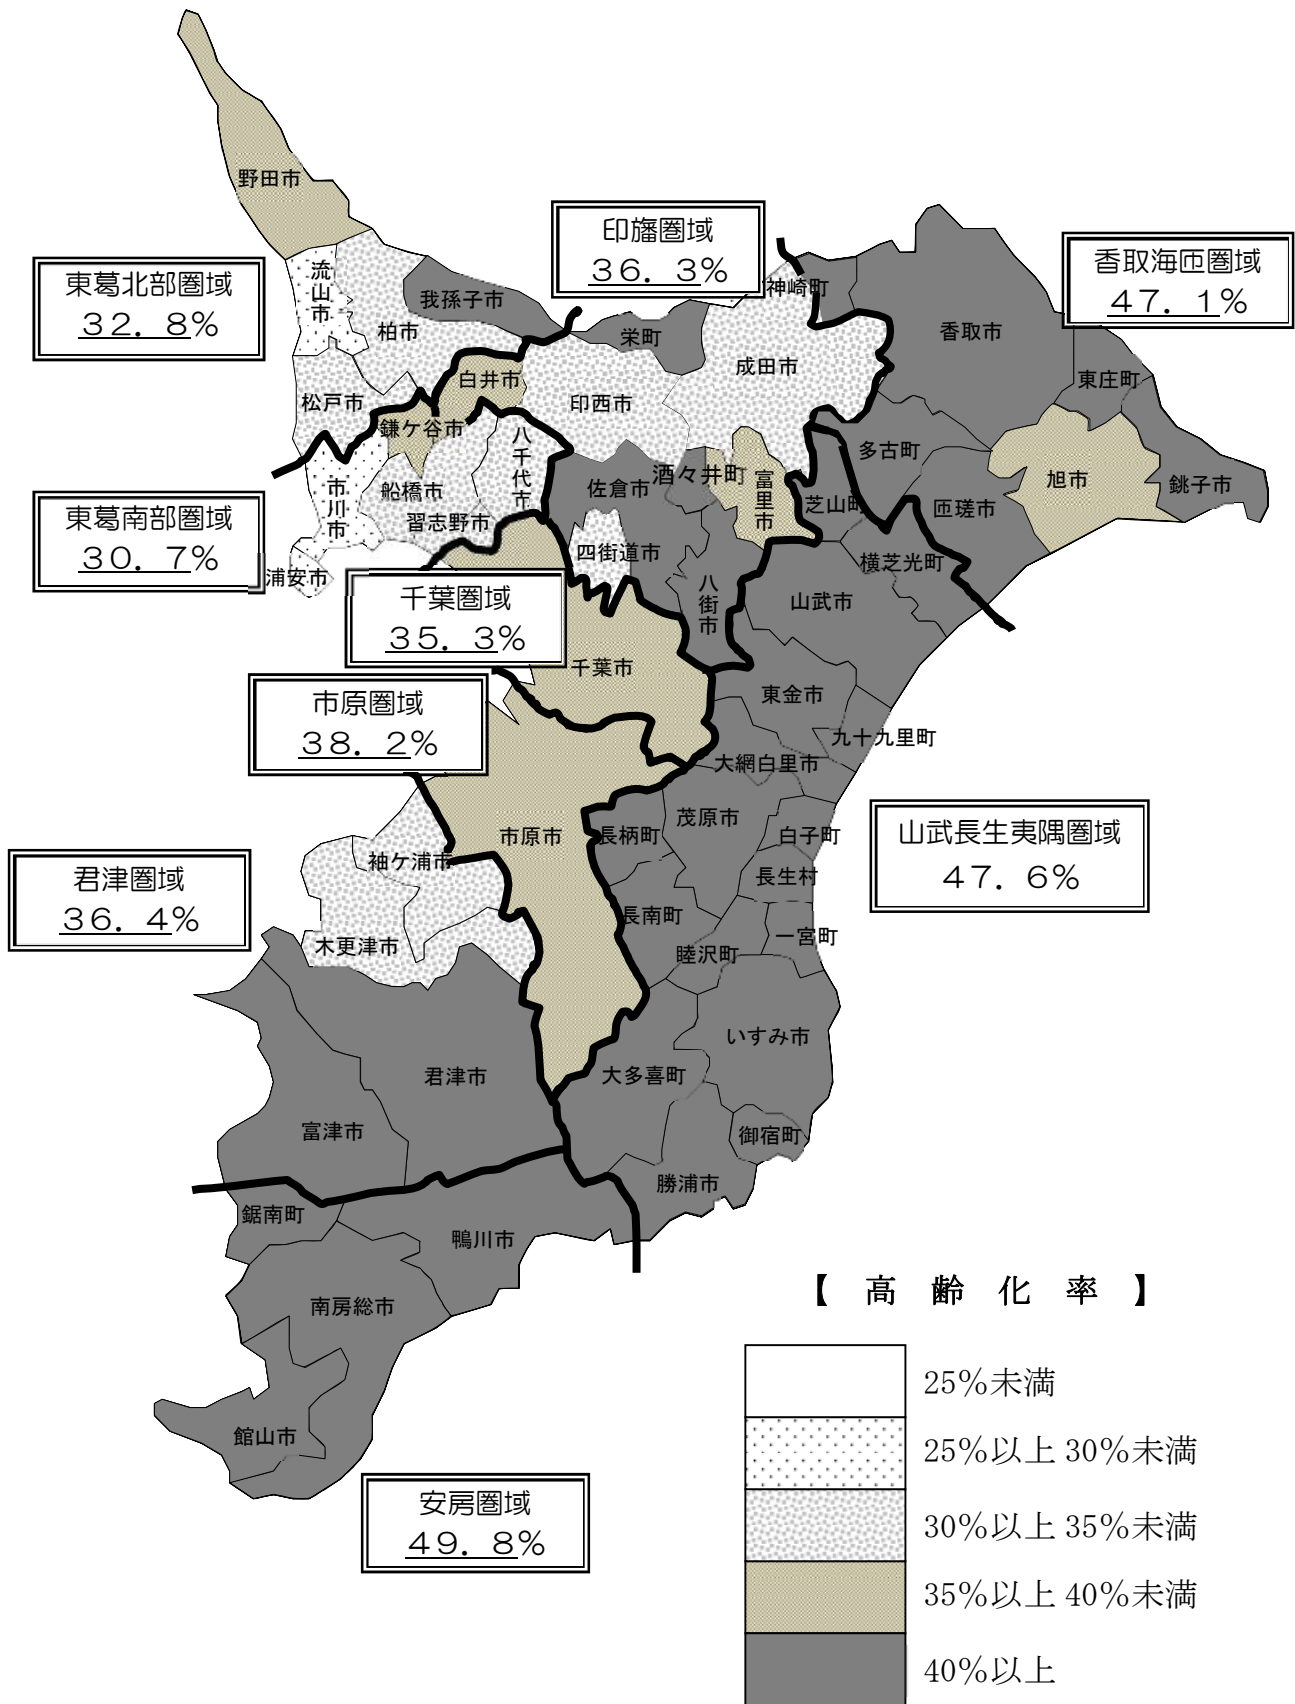 野田市
印旛圏域
36．3％
東葛北部圏域
32．8％
香取海匝圏域
47．1％
流山市
我孫子市
柏市
神崎町
香取市
栄町
成田市
白井市
東庄町
松戸市
印西市
鎌ケ谷市
八千代市
多古町
船橋市
市川市
酒々井町
佐倉市
富里市
芝山町
旭市
銚子市
匝瑳市
東葛南部圏域
30．7％
習志野市
四街道市
浦安市
横芝光町
八街市
山武市
千葉圏域
35．3％
千葉市
東金市
市原圏域
38．2％
九十九里町
大網白里市
市原市
長柄町
茂原市
白子町
山武長生夷隅圏域
47．6％
袖ケ浦市
君津圏域
36．4％
長生村
長南町
木更津市
睦沢町
一宮町
いすみ市
君津市
大多喜町
富津市
御宿町
勝浦市
鋸南町
鴨川市
南房総市
館山市
安房圏域
49．8％
【 高 齢 化 率 】
25％未満
25％以上 30％未満
30％以上 35％未満
35％以上 40％未満
40％以上